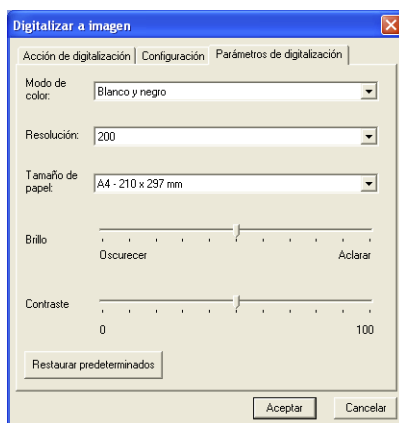 Digitalizar a imagen
Acción de digitalización Configuración Parámetros de digitalización
Modo de
color:
Blanco y negro
Resolución:
200
Tamaño de
papel:
A4 - 210 x 297 mm
Brillo
Oscurecer Aclarar
Contraste
0 100
Restaurar predeterminados
Aceptar Cancelar